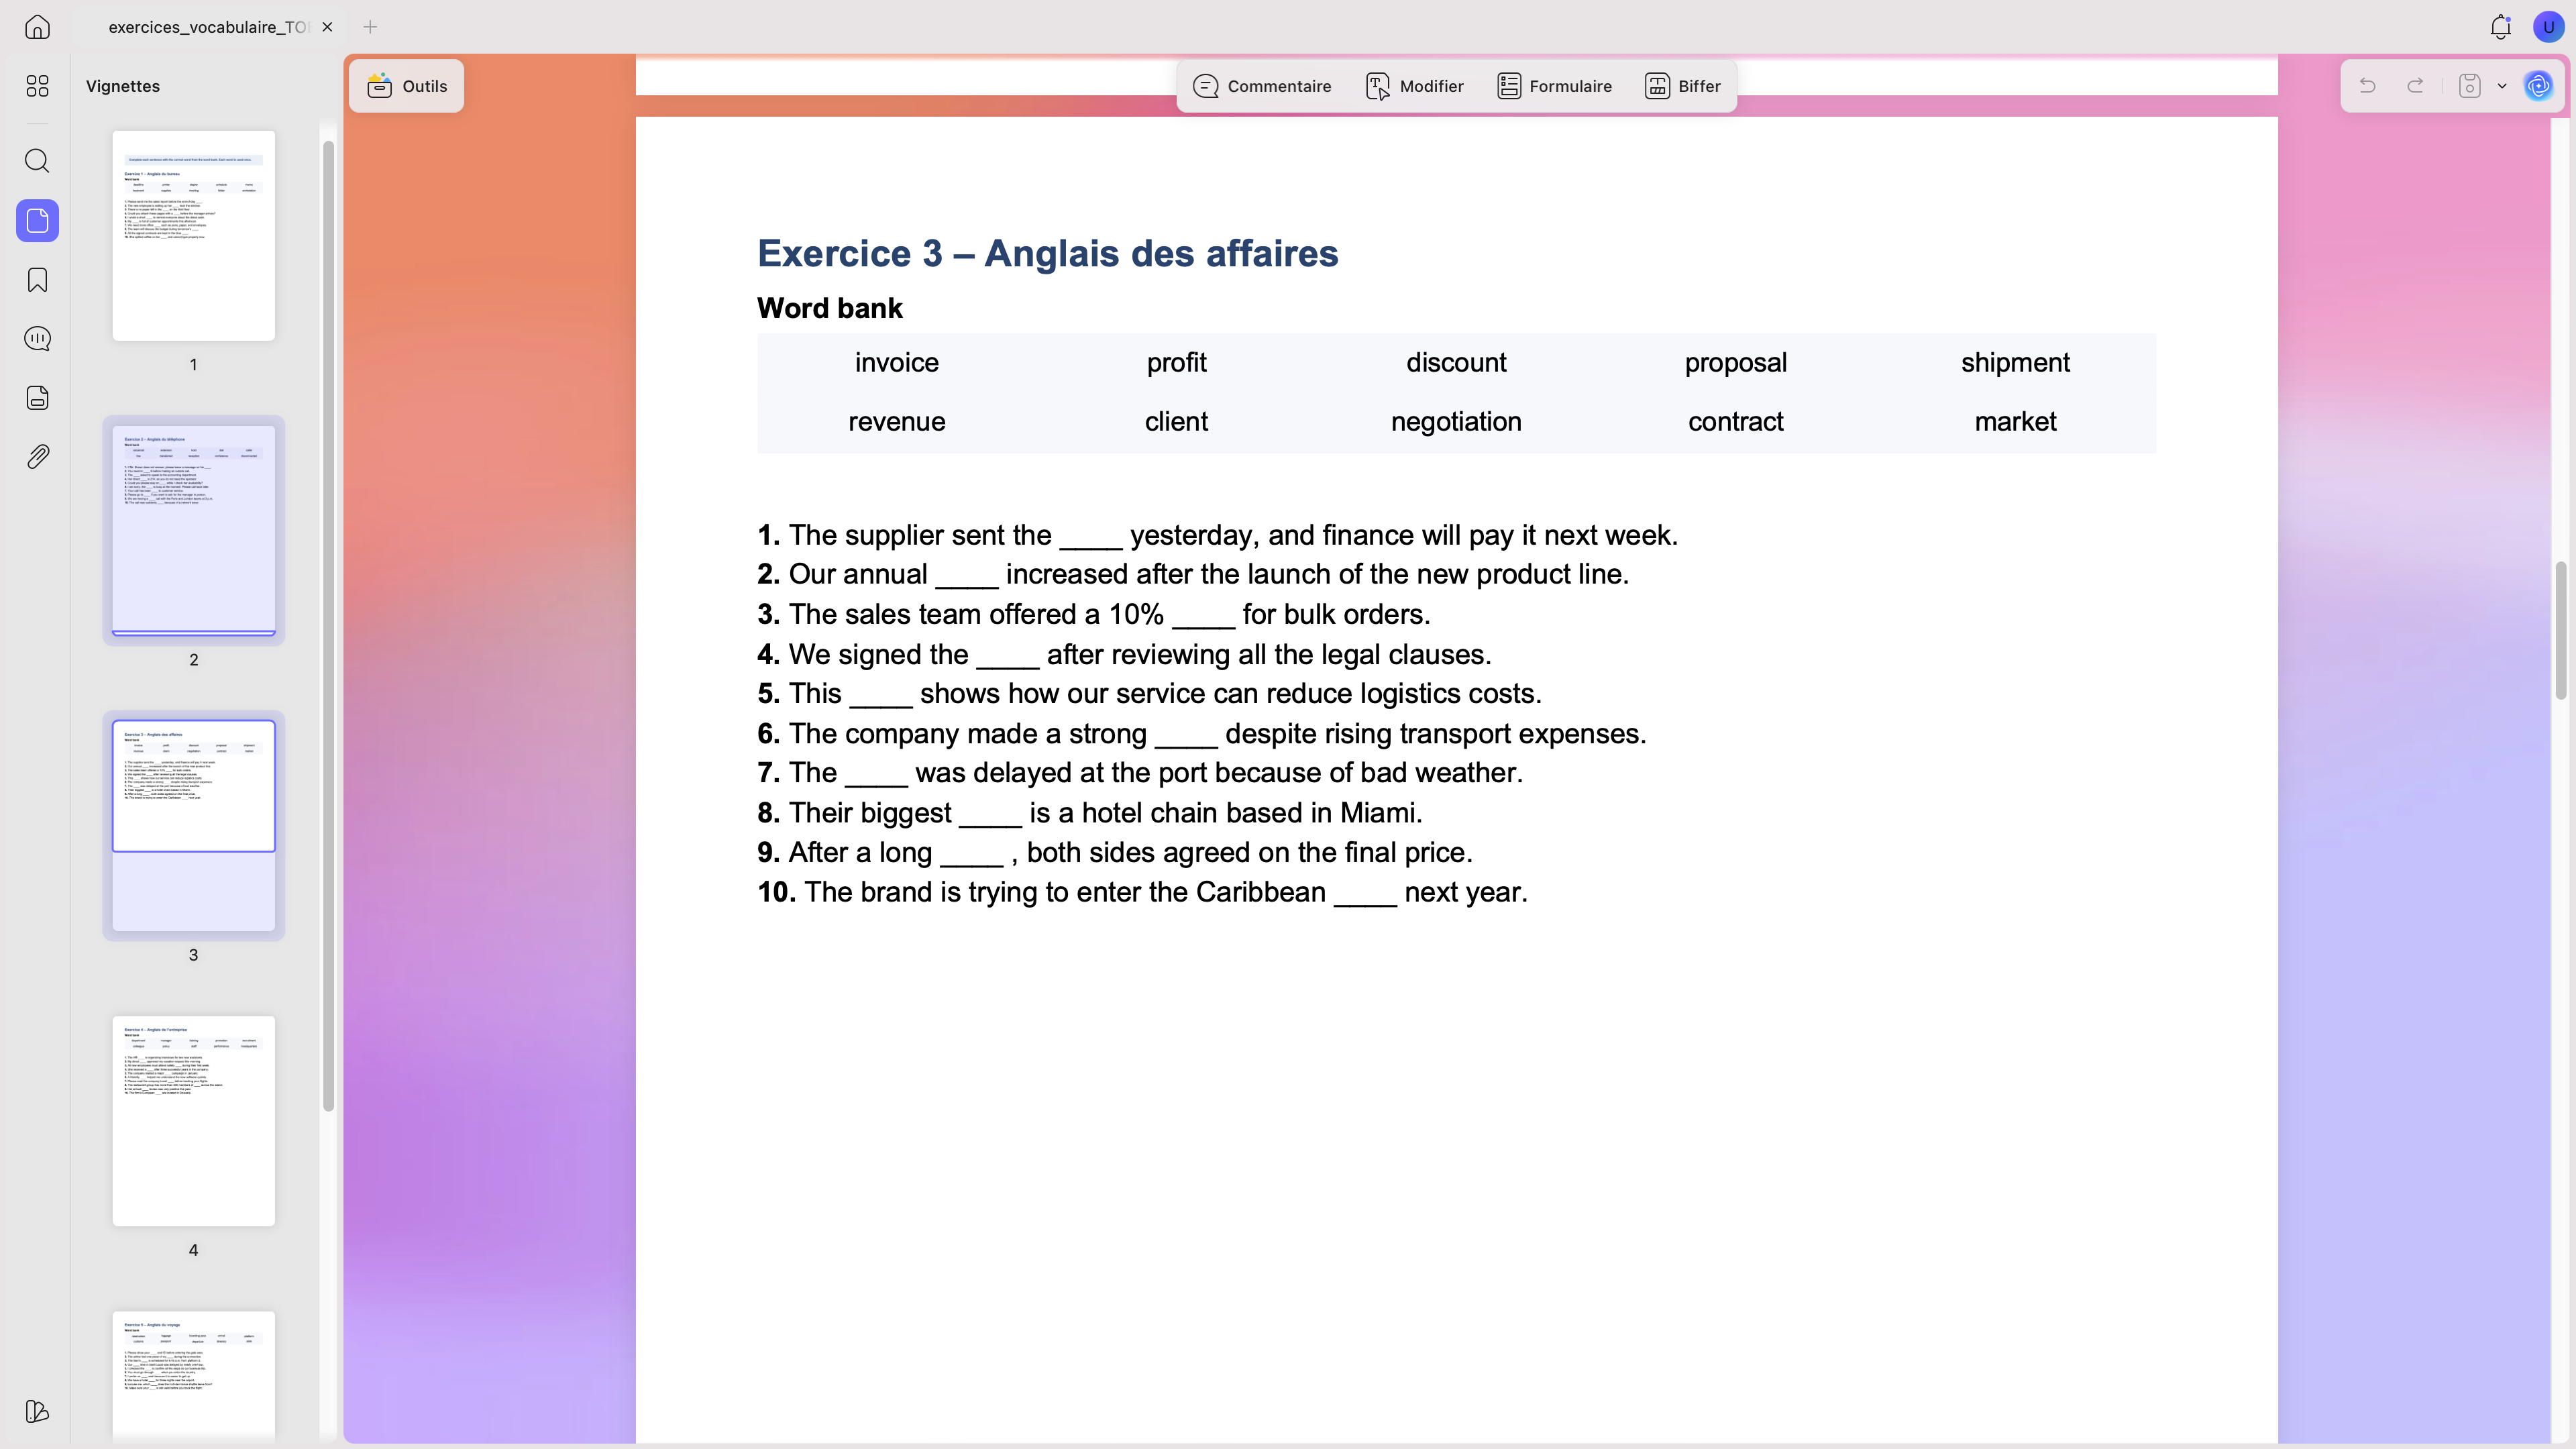 exercices_vocabulaire_TO
U
Vignettes
Outils
Commentaire
Modifier
Formulaire
Biffer
1
2
3
4
Exercice 3 – Anglais des affaires
Word bank
invoice profit discount proposal shipment
revenue client negotiation contract market
1. The supplier sent the ____ yesterday, and finance will pay it next week.
2. Our annual ____ increased after the launch of the new product line.
3. The sales team offered a 10% ____ for bulk orders.
4. We signed the ____ after reviewing all the legal clauses.
5. This ____ shows how our service can reduce logistics costs.
6. The company made a strong ____ despite rising transport expenses.
7. The ____ was delayed at the port because of bad weather.
8. Their biggest ____ is a hotel chain based in Miami.
9. After a long ____ , both sides agreed on the final price.
10. The brand is trying to enter the Caribbean ____ next year.